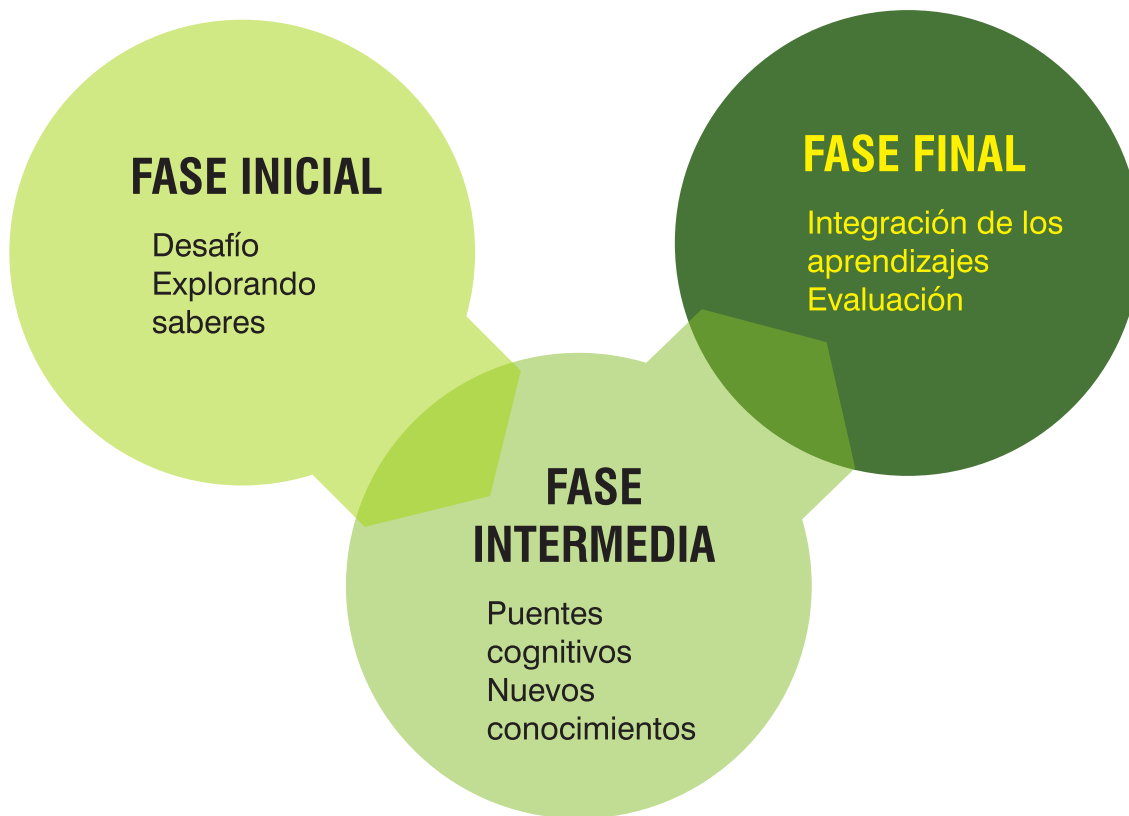 FASE INICIAL
Desafío
Explorando
saberes
FASE
INTERMEDIA
Puentes
cognitivos
Nuevos
conocimientos
FASE FINAL
Integración de los
aprendizajes
Evaluación